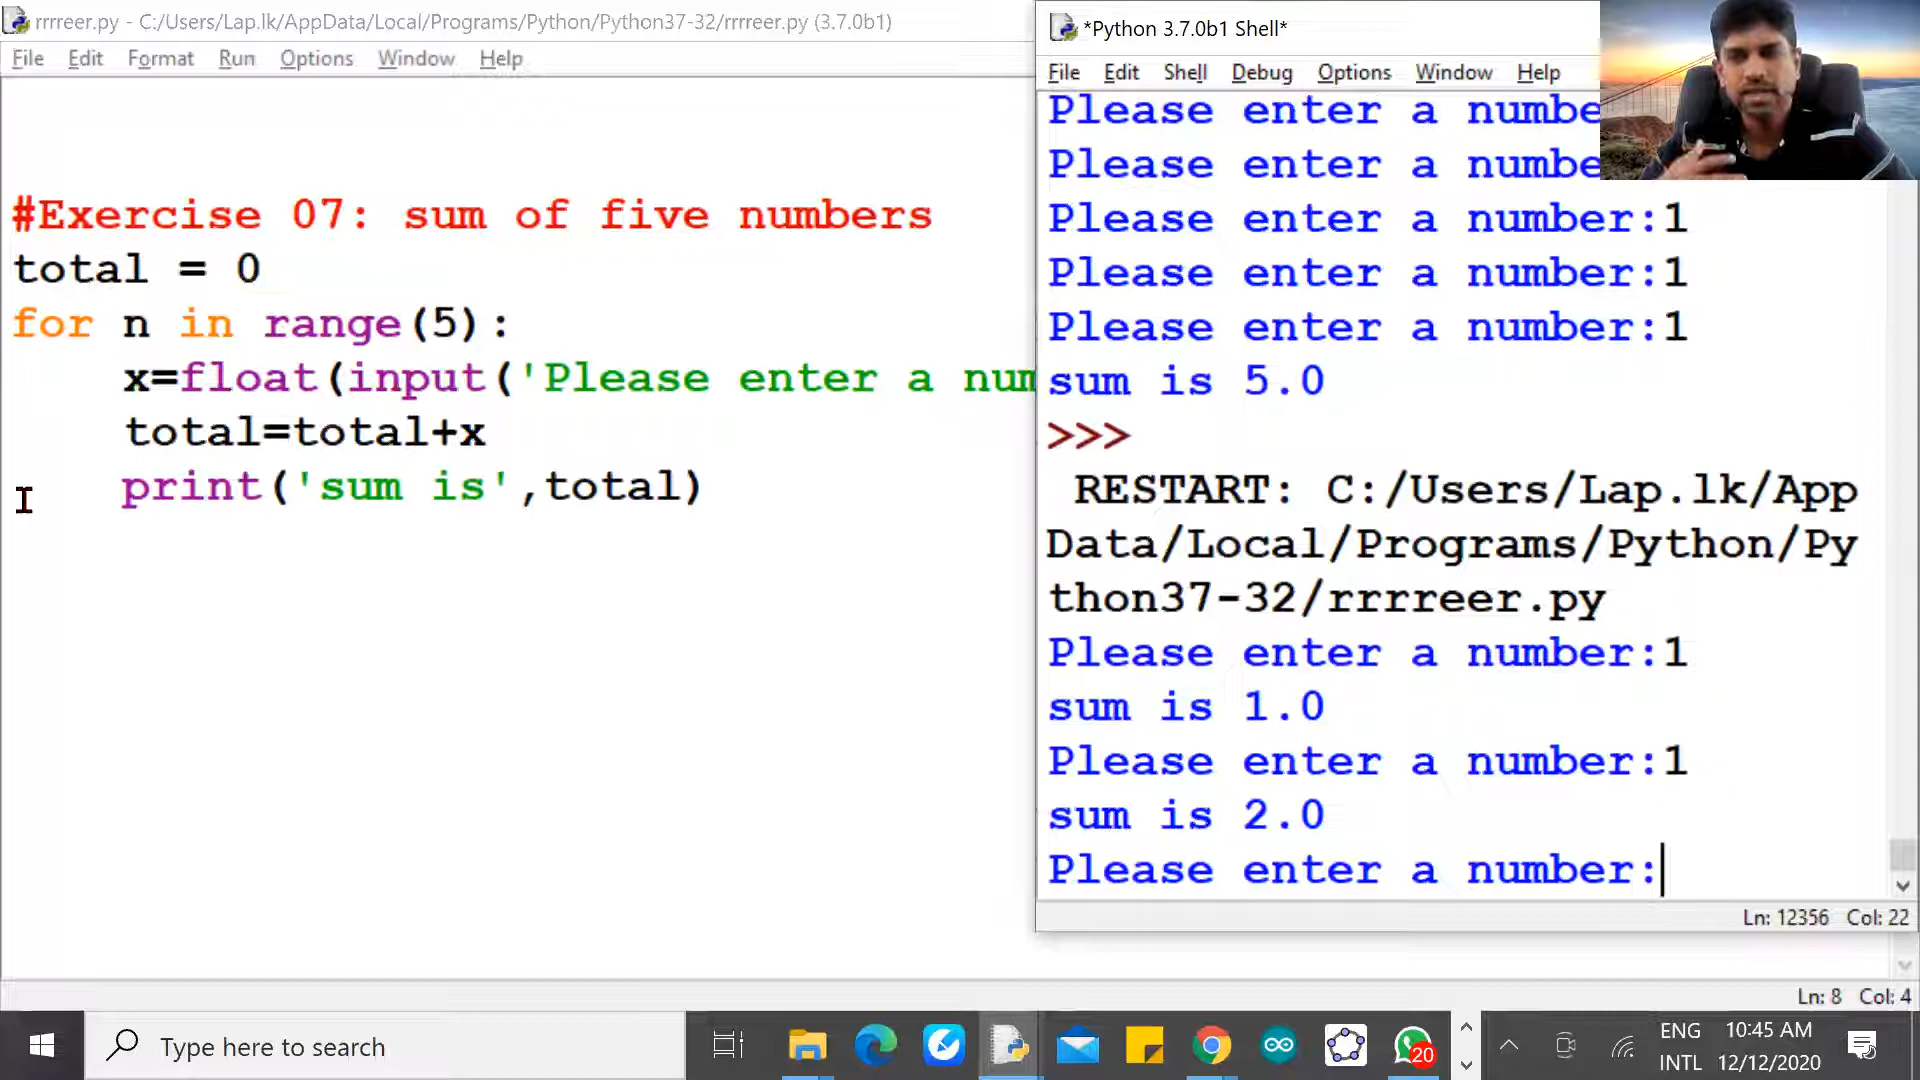 rrrreer.py - C:/Users/Lap.lk/AppData/Local/Programs/Python/Python37-32/rrrreer.py (3.7.0b1)
File Edit Format Run Options Window Help
#Exercise 07: sum of five numbers
total = 0
for n in range(5):
x=float(input('Please enter a num
total=total+x
print('sum is',total)
Ln: 8 Col: 4
*Python 3.7.0b1 Shell*
File Edit Shell Debug Options Window Help
Please enter a numbe
Please enter a numbe
Please enter a number:1
Please enter a number:1
Please enter a number:1
sum is 5.0
>>>
RESTART: C:/Users/Lap.lk/App
Data/Local/Programs/Python/Py
thon37-32/rrrreer.py
Please enter a number:1
sum is 1.0
Please enter a number:1
sum is 2.0
Please enter a number:
Ln: 12356 Col: 22
Type here to search
20
ENG
INTL
10:45 AM
12/12/2020